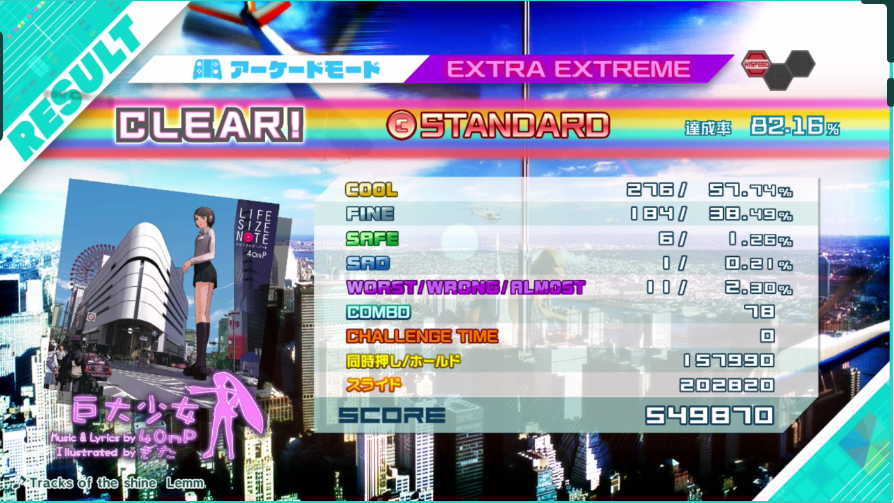 RESULT
アーケードモード
EXTRA EXTREME
HISPEED
CLEAR!
STANDARD
達成率 82.16%
COOL 276/ 57.74%
FINE 184/ 38.49%
SAFE 6/ 1.26%
SAD 1/ 0.21%
WORST/WRONG/ALMOST 11/ 2.30%
COMBO 78
CHALLENGE TIME 0
同時押し/ホールド 157990
スライド 202820
SCORE 549870
LIFE
SIZE
NOTE
40mP
巨大少女
Music & Lyrics by 40mP
Illustrated by きた
♪ Tracks of the shine Lemm